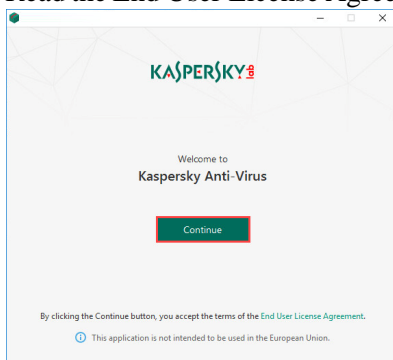 Read the End User License Agree
KASPERSKY lab
Welcome to
Kaspersky Anti-Virus
Continue
By clicking the Continue button, you accept the terms of the End User License Agreement.
This application is not intended to be used in the European Union.